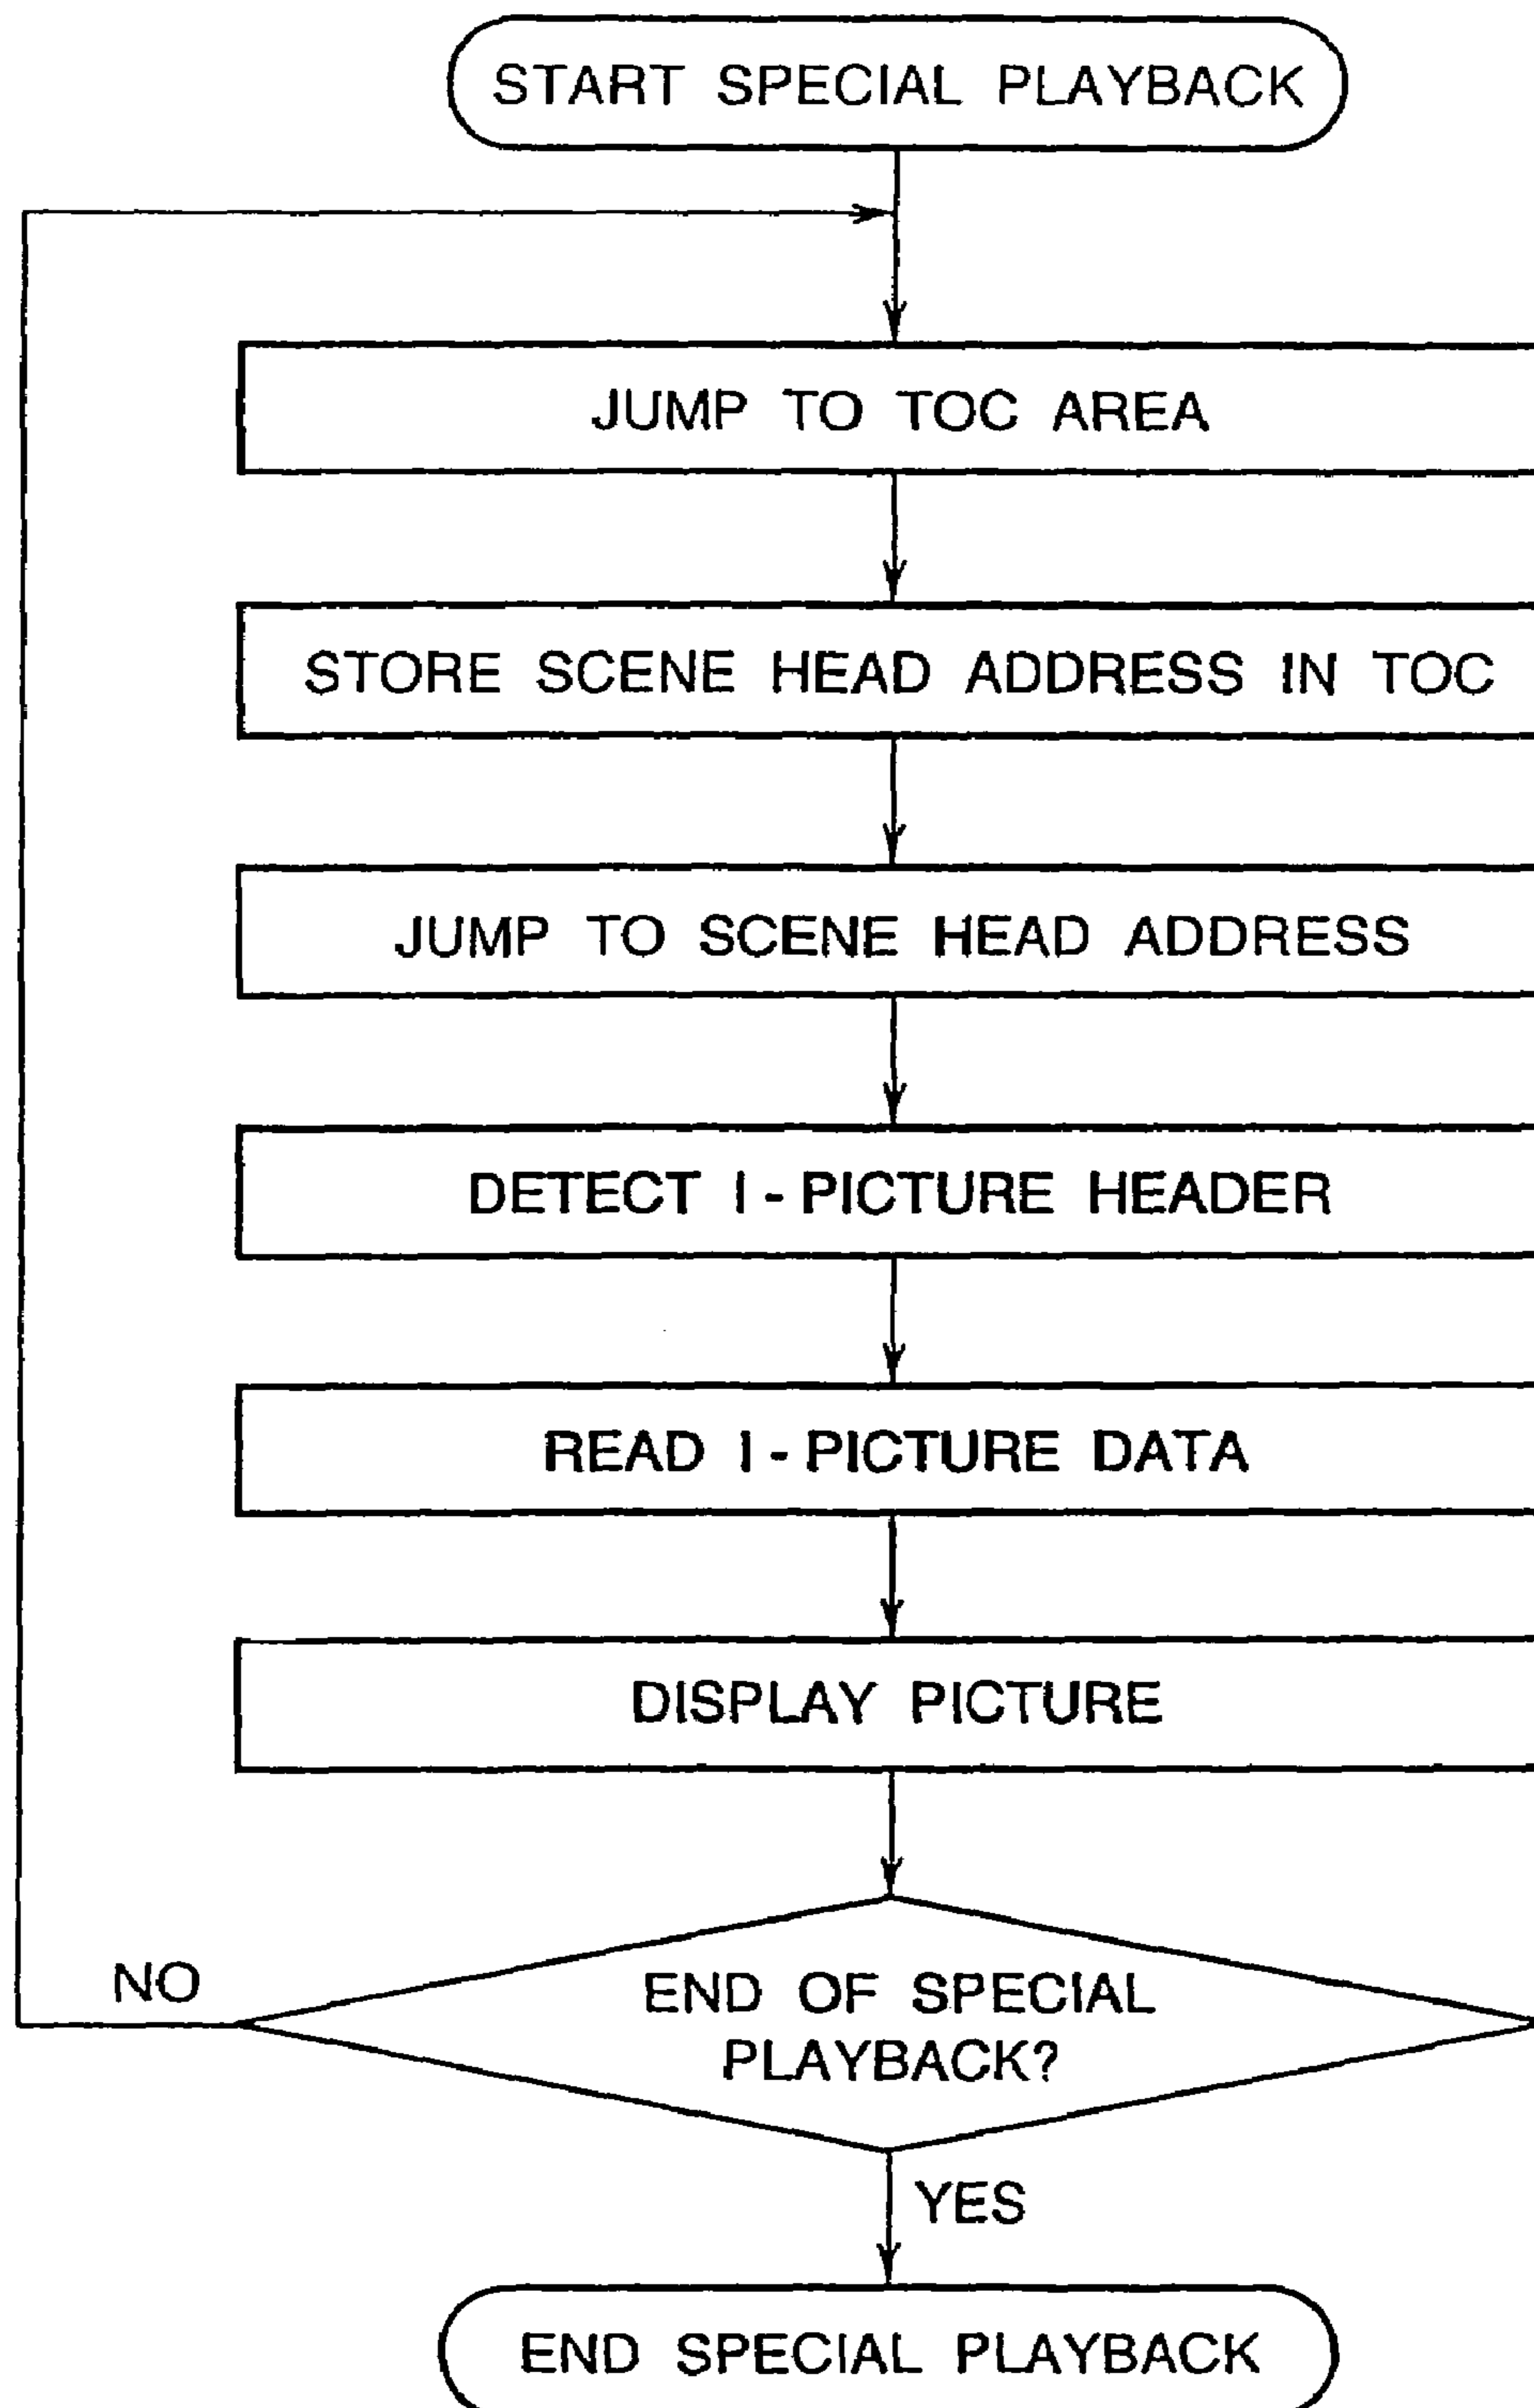 START SPECIAL PLAYBACK
JUMP TO TOC AREA
STORE SCENE HEAD ADDRESS IN TOC
JUMP TO SCENE HEAD ADDRESS
DETECT I - PICTURE HEADER
READ I - PICTURE DATA
DISPLAY PICTURE
NO
END OF SPECIAL
PLAYBACK?
YES
END SPECIAL PLAYBACK